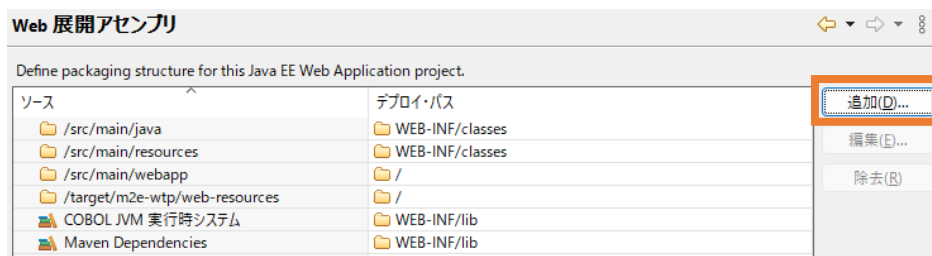 Web 展開アセンブリ
Define packaging structure for this Java EE Web Application project.
ソース デプロイ・パス
/src/main/java WEB-INF/classes
/src/main/resources WEB-INF/classes
/src/main/webapp /
/target/m2e-wtp/web-resources /
COBOL JVM 実行時システム WEB-INF/lib
Maven Dependencies WEB-INF/lib
追加(D)...
編集(E)...
除去(R)